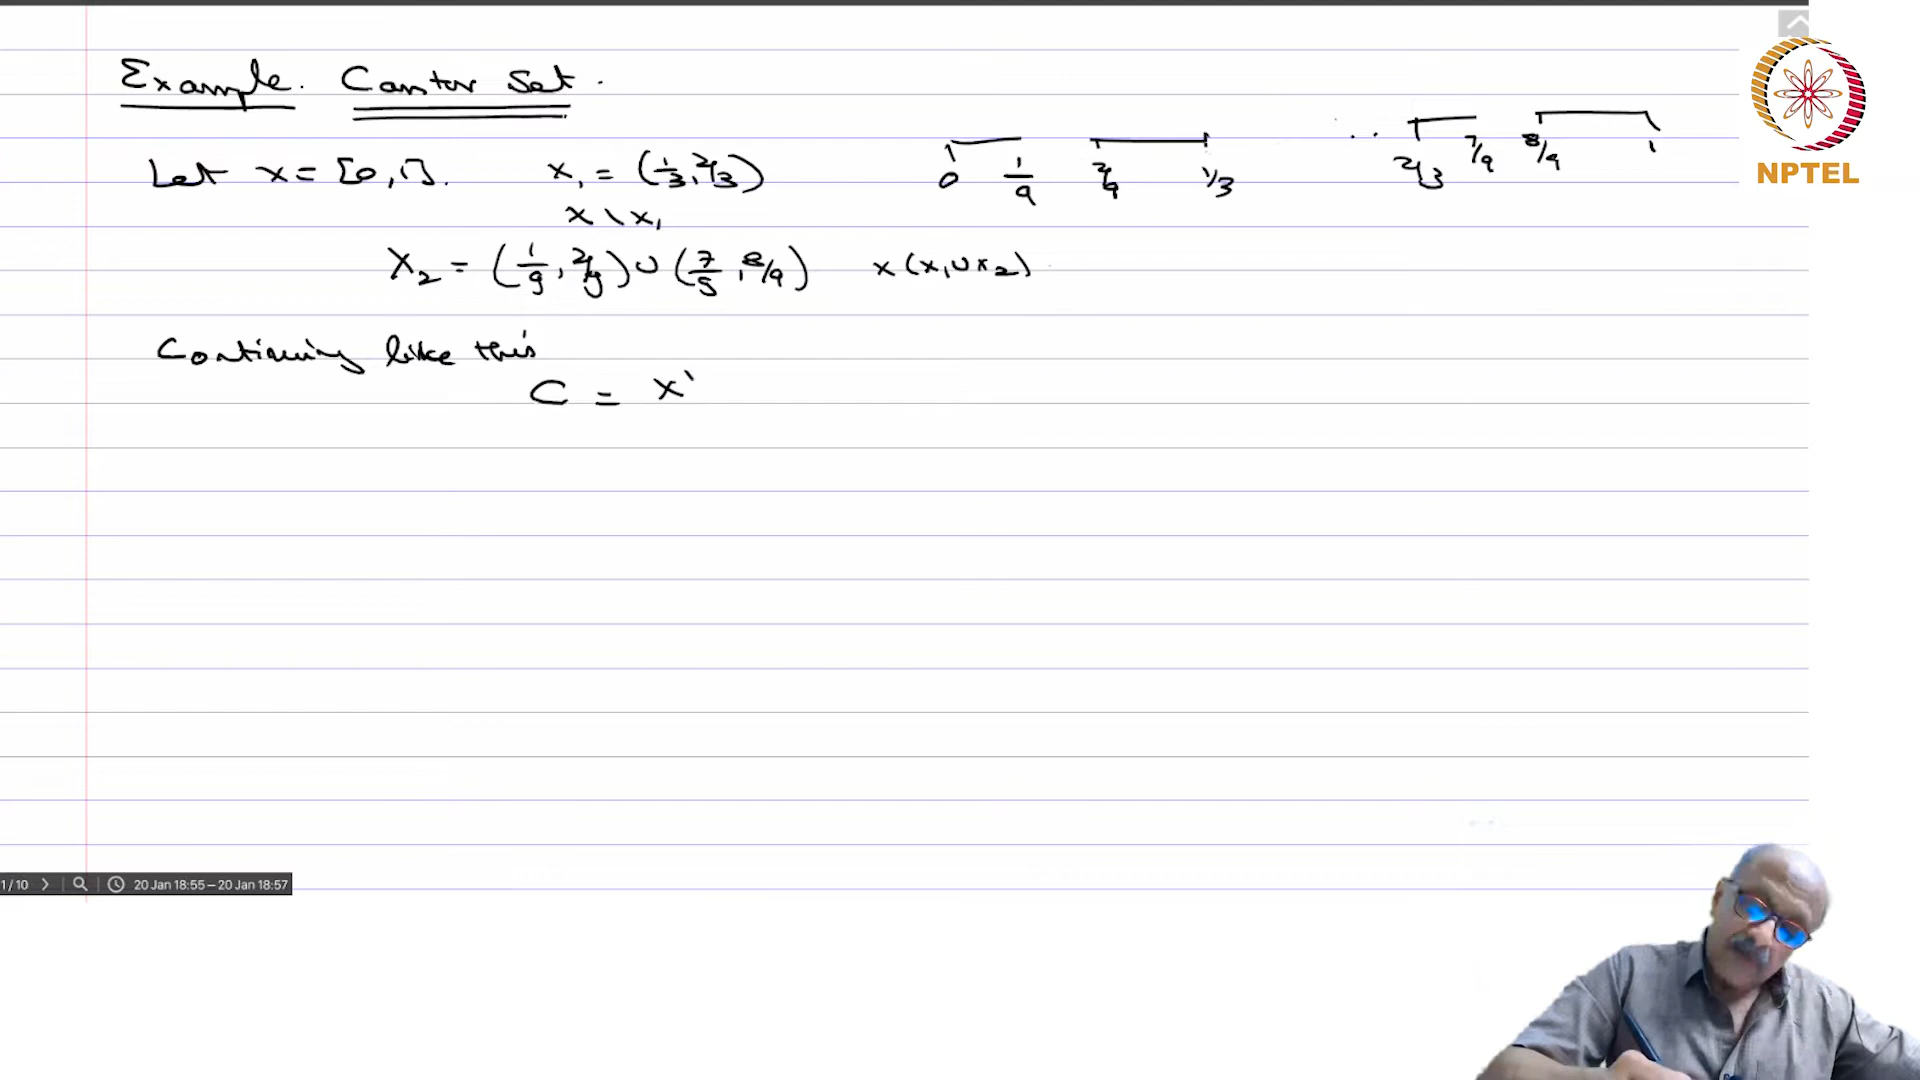 Example. Cantor Set.
Let X = [0,1]. X₁ = (1/3, 2/3)
0 1/9 2/9 1/3 .. 2/3 7/9 8/9 1
X \ X₁
X₂ = (1/9, 2/9) ∪ (7/9, 8/9) X (X₁ ∪ X₂)
Continuing like this
C = X \
NPTEL
1 / 10 20 Jan 18:55 – 20 Jan 18:57